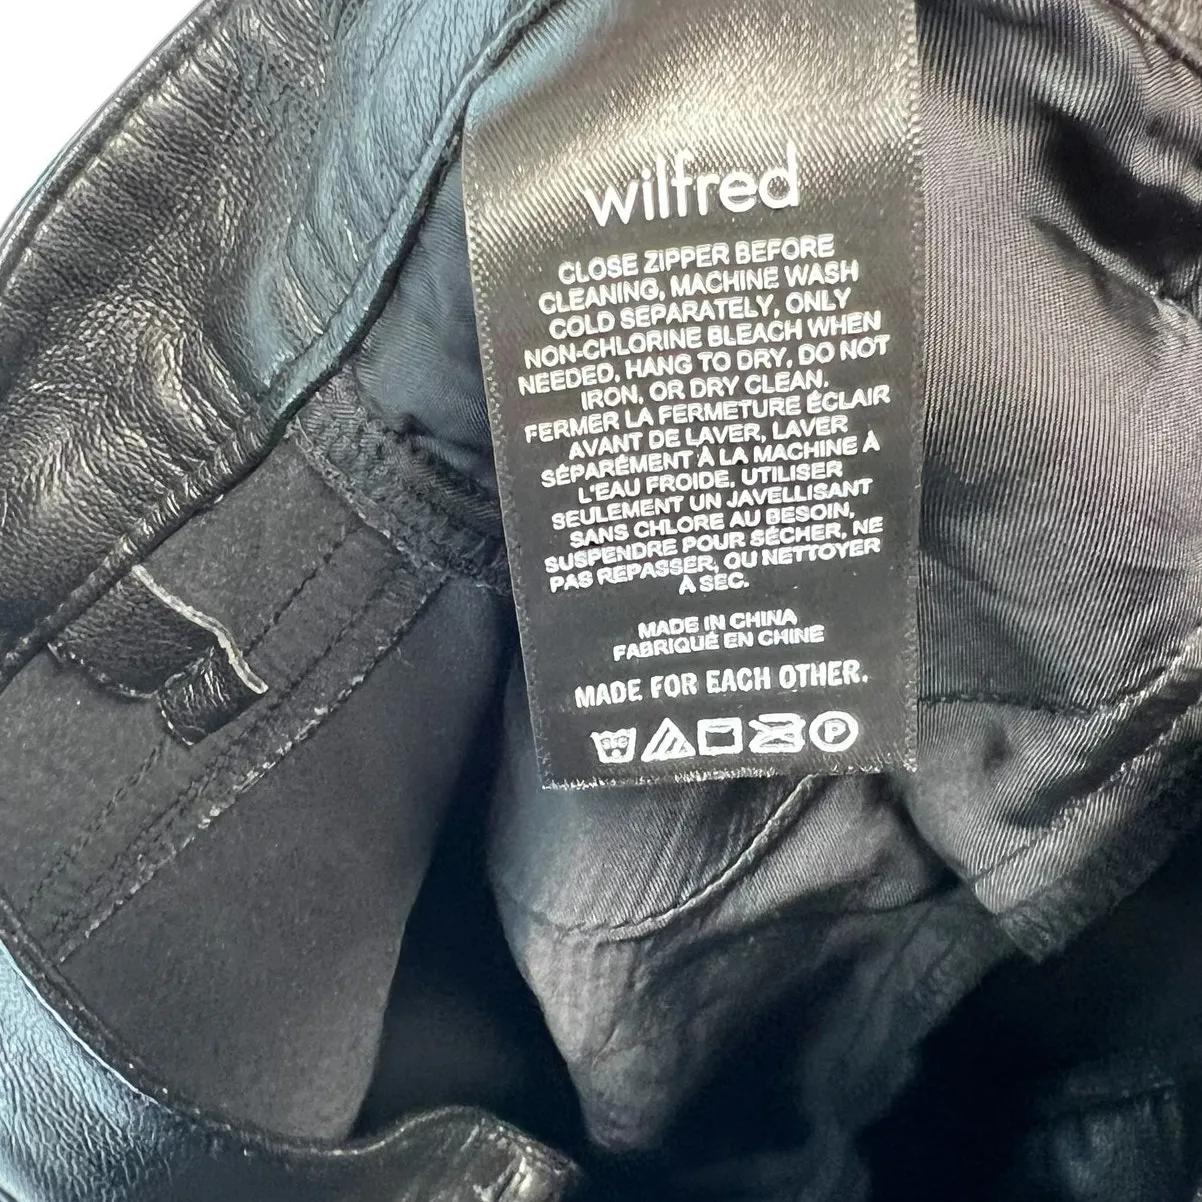 wilfred
CLOSE ZIPPER BEFORE
CLEANING, MACHINE WASH
COLD SEPARATELY, ONLY
NON-CHLORINE BLEACH WHEN
NEEDED, HANG TO DRY, DO NOT
IRON, OR DRY CLEAN.
FERMER LA FERMETURE ÉCLAIR
AVANT DE LAVER, LAVER
SÉPARÉMENT À LA MACHINE À
L'EAU FROIDE, UTILISER
SEULEMENT UN JAVELLISANT
SANS CHLORE AU BESOIN,
SUSPENDRE POUR SÉCHER, NE
PAS REPASSER, OU NETTOYER
À SEC.
MADE IN CHINA
FABRIQUÉ EN CHINE
MADE FOR EACH OTHER.
P